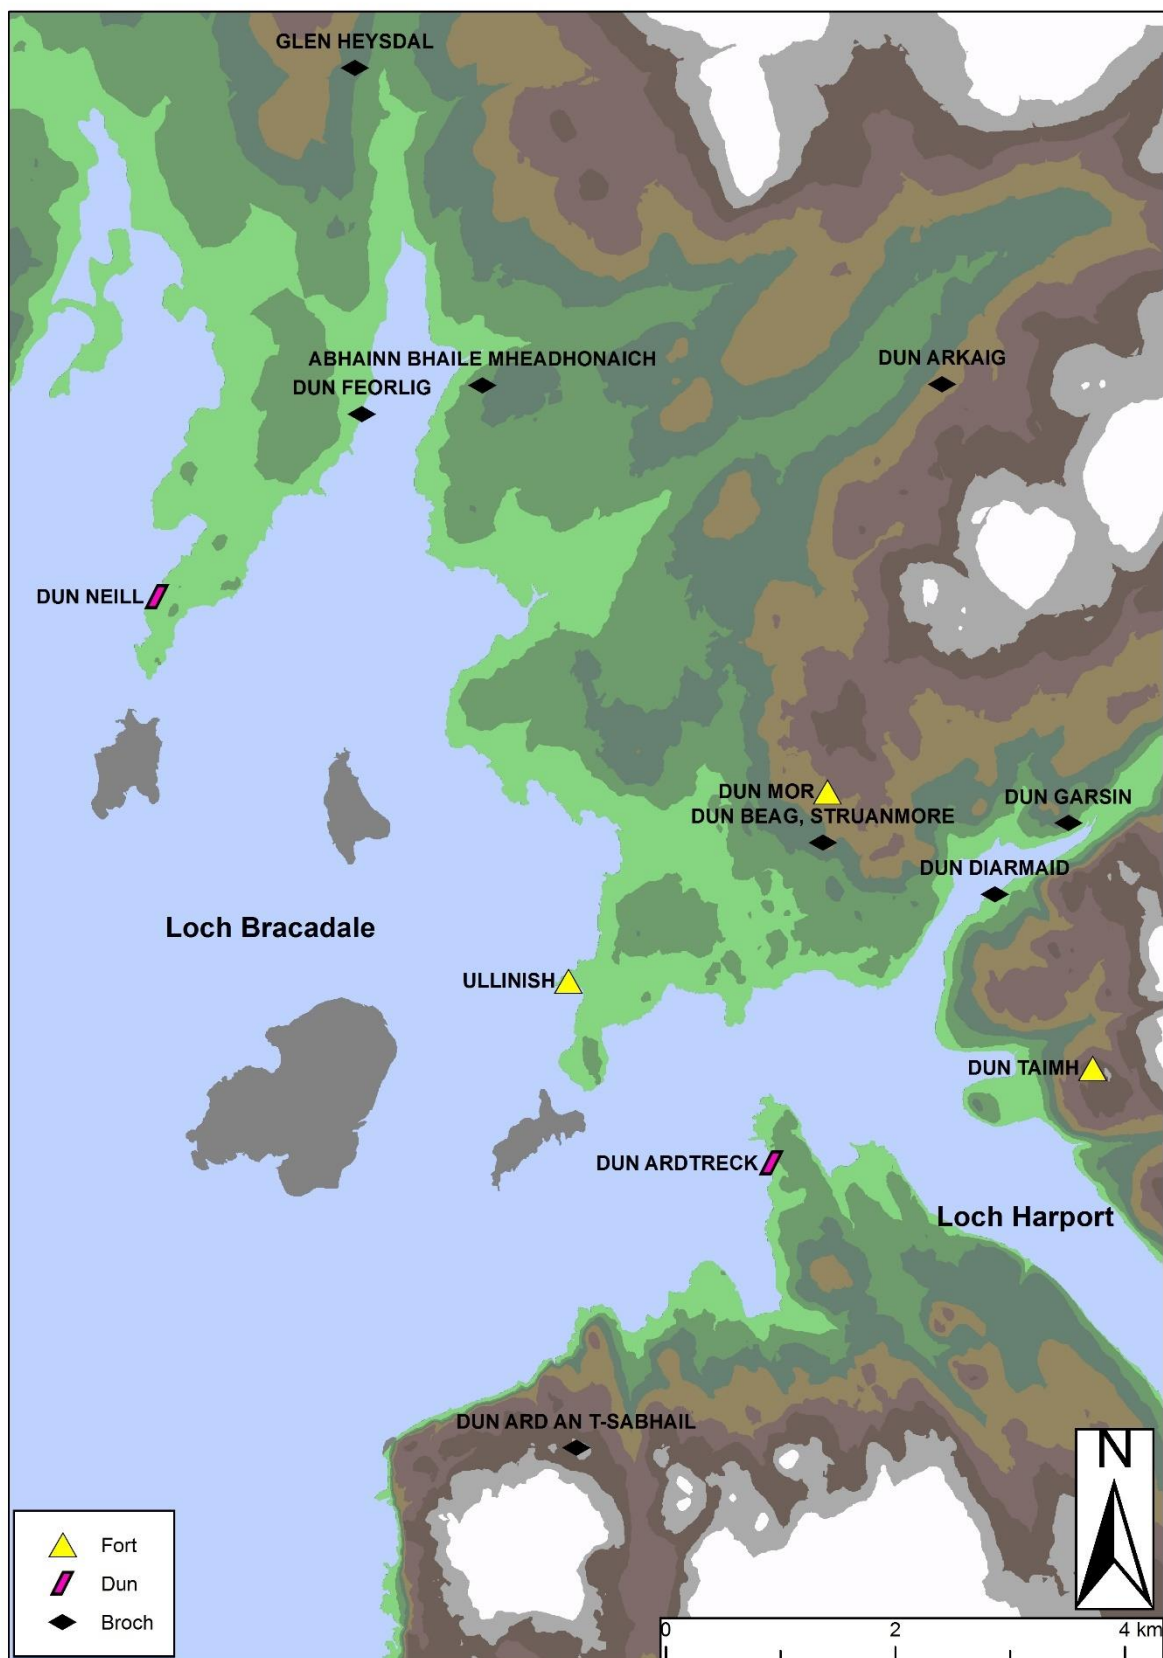 GLEN HEYSDAL
ABHAINN BHAILE MHEADHONAICH
DUN FEORLIG
DUN ARKAIG
DUN NEILL
DUN MOR
DUN BEAG, STRUANMORE
DUN GARSIN
DUN DIARMAID
Loch Bracadale
ULLINISH
DUN TAIMH
DUN ARDTRECK
Loch Harport
DUN ARD AN T-SABHAIL
N
Fort
Dun
Broch
0 2 4 km